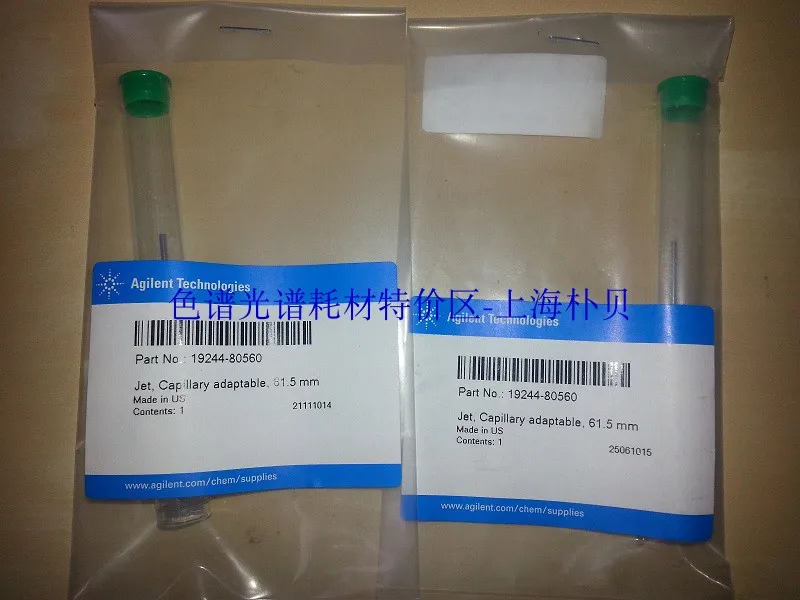 Agilent Technologies
Part No.: 19244-80560
Jet, Capillary adaptable, 61.5 mm
Made in US
Contents: 1
21111014
www.agilent.com/chem/supplies
色谱光谱耗材特价区-上海朴贝
Agilent Technologies
Part No.: 19244-80560
Jet, Capillary adaptable, 61.5 mm
Made in US
Contents: 1
25061015
www.agilent.com/chem/supplies